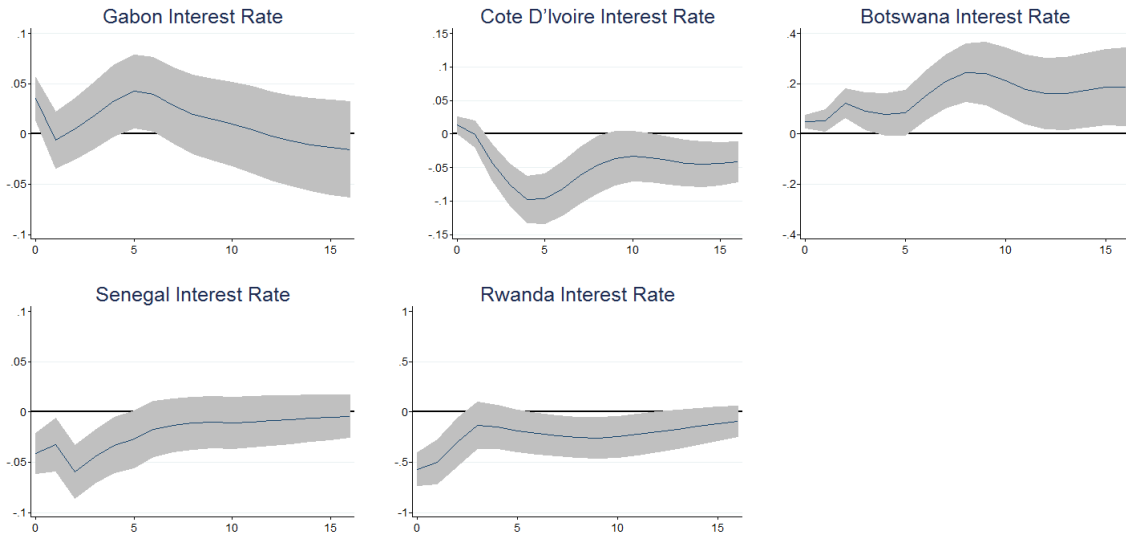 Gabon Interest Rate
.1
.05
0
-.05
-.1
0 5 10 15
Cote D'Ivoire Interest Rate
.15
.1
.05
0
-.05
-.1
-.15
0 5 10 15
Botswana Interest Rate
.4
.2
0
-.2
-.4
0 5 10 15
Senegal Interest Rate
.1
.05
0
-.05
-.1
0 5 10 15
Rwanda Interest Rate
1
.5
0
-.5
-1
0 5 10 15